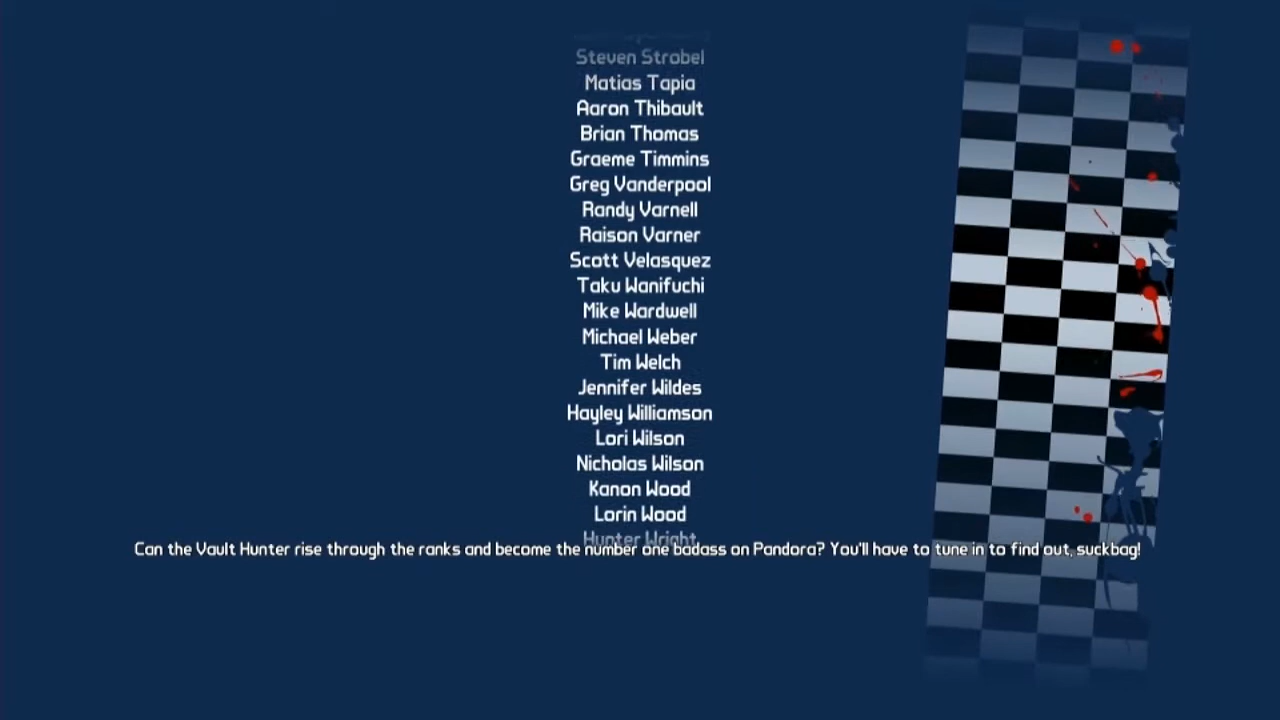 Steven Strobel
Matias Tapia
Aaron Thibault
Brian Thomas
Graeme Timmins
Greg Vanderpool
Randy Varnell
Raison Varner
Scott Velasquez
Taku Wanifuchi
Mike Wardwell
Michael Weber
Tim Welch
Jennifer Wildes
Hayley Williamson
Lori Wilson
Nicholas Wilson
Kanon Wood
Lorin Wood
Hunter Wright
Can the Vault Hunter rise through the ranks and become the number one badass on Pandora? You'll have to tune in to find out, suckbag!